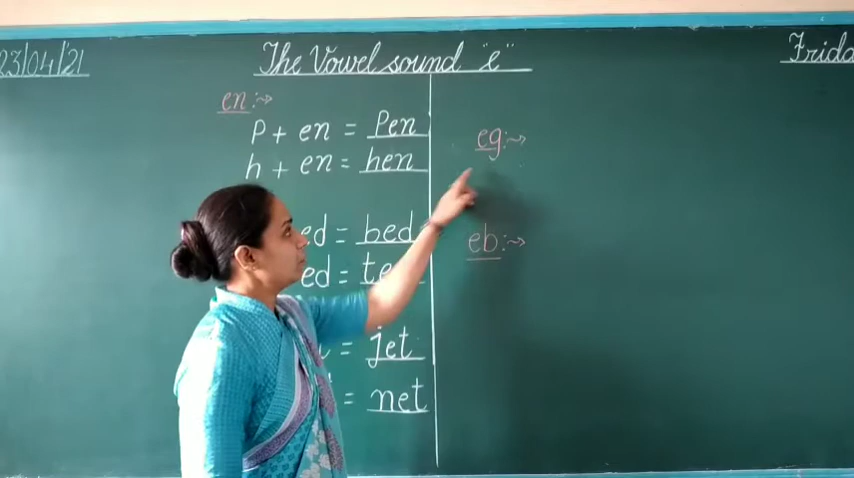 23/04/'21
The Vowel sound "e"
Frida
en:→
P + en = Pen
h + en = hen
ed = bed
ed = te
= jet
= net
eg:→
eb:→